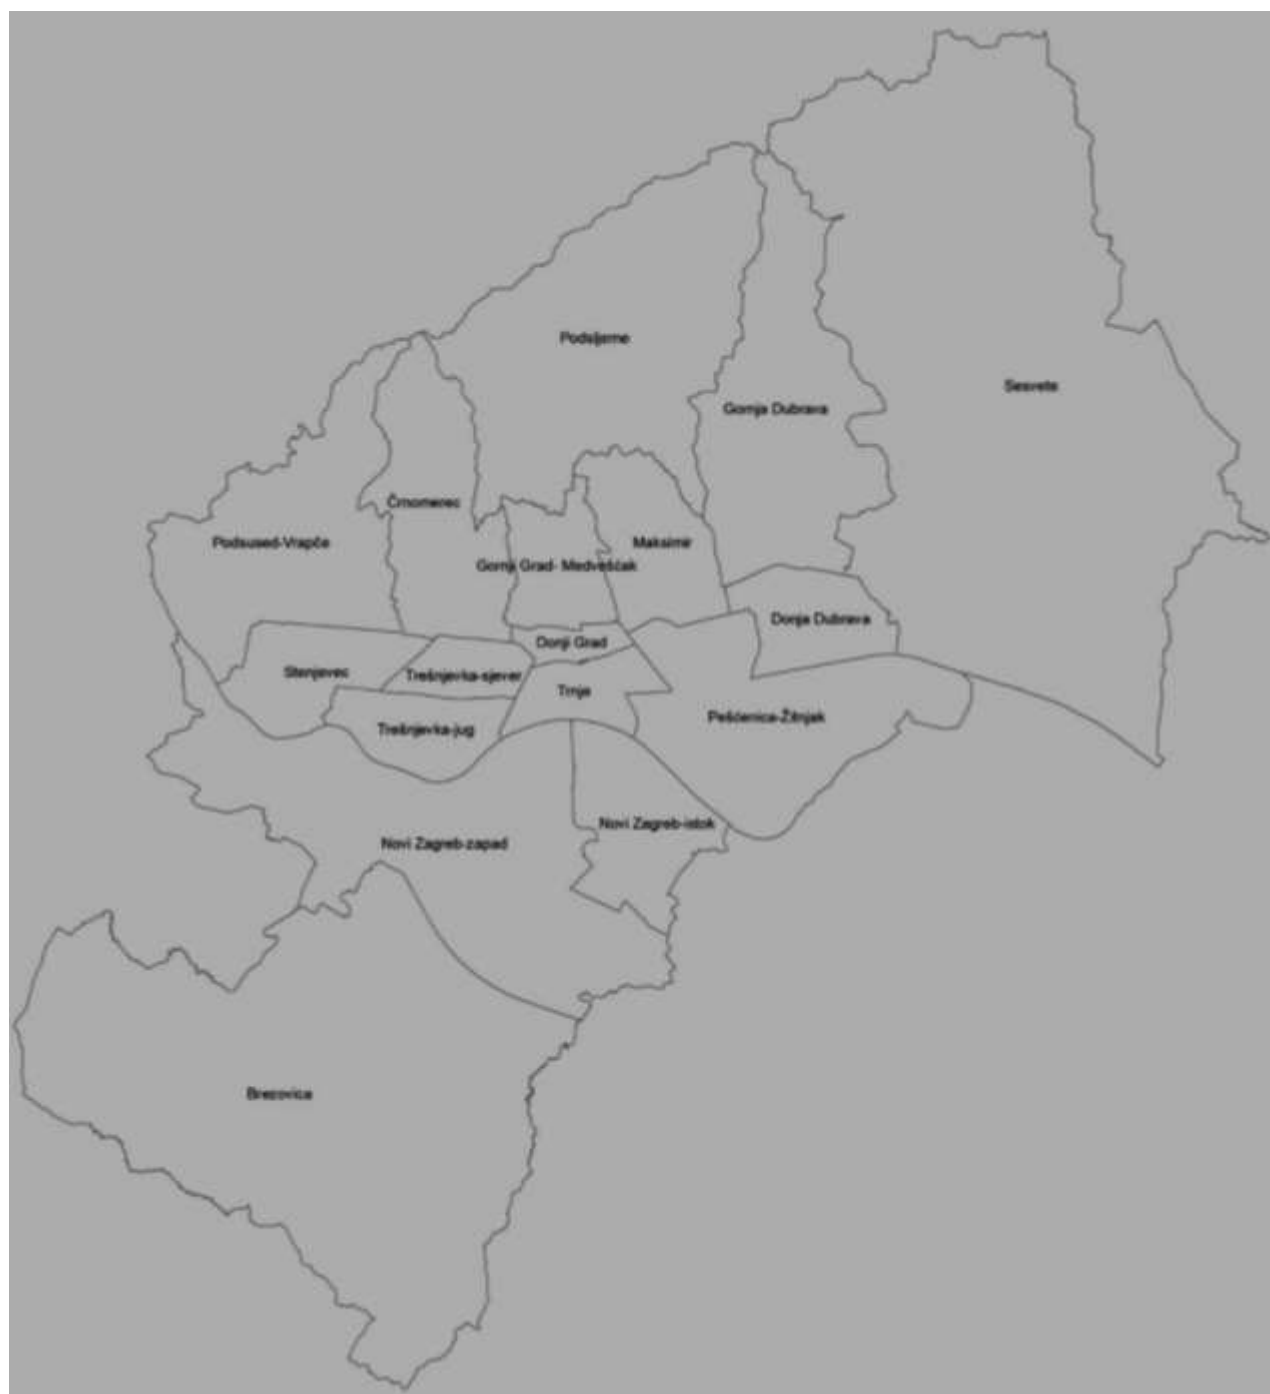 Podsljeme
Sesvete
Gornja Dubrava
Črnomerec
Podsused-Vrapče
Maksimir
Gornji Grad- Medveščak
Donja Dubrava
Donji Grad
Stenjevec
Trešnjevka-sjever
Trnje
Pešćenica-Žitnjak
Trešnjevka-jug
Novi Zagreb-istok
Novi Zagreb-zapad
Brezovica